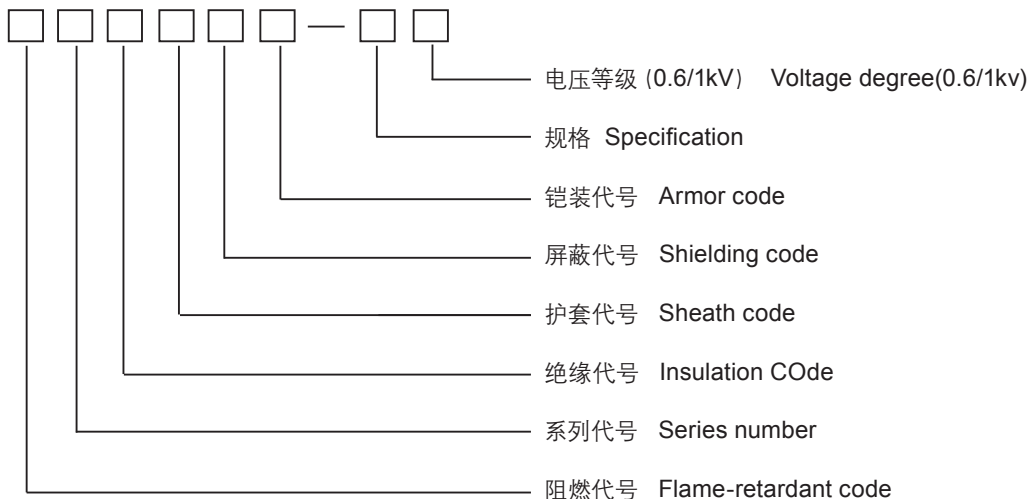 电压等级 (0.6/1kV) Voltage degree(0.6/1kv)
规格 Specification
铠装代号 Armor code
屏蔽代号 Shielding code
护套代号 Sheath code
绝缘代号 Insulation COde
系列代号 Series number
阻燃代号 Flame-retardant code